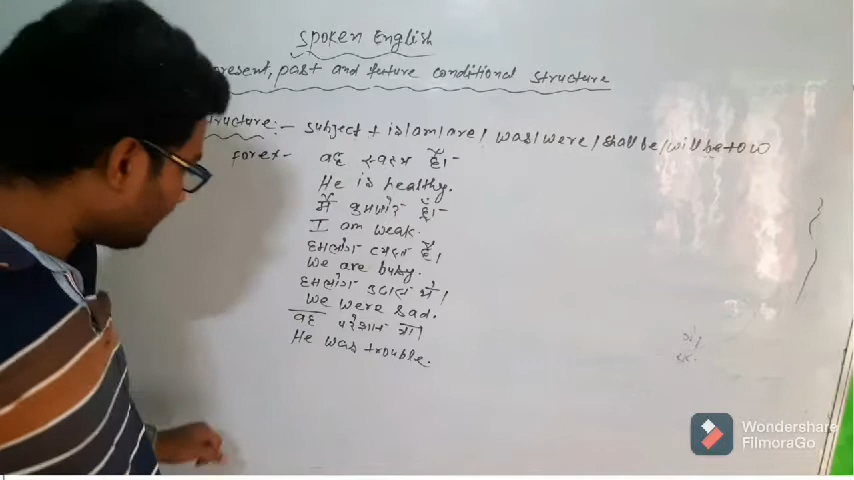 Spoken English
present, past and future conditional structure
structure:- Subject + is/am/are/ was/were/shall be/will be + ow
forex- वह स्वस्थ है।-
He is healthy.
मैं कमजोर हूँ।-
I am weak.
हमलोग व्यस्त हैं।
we are busy.
हमलोग उदास थे।
we were sad.
वह परेशान था।
He was trouble.
Wondershare
FilmoraGo